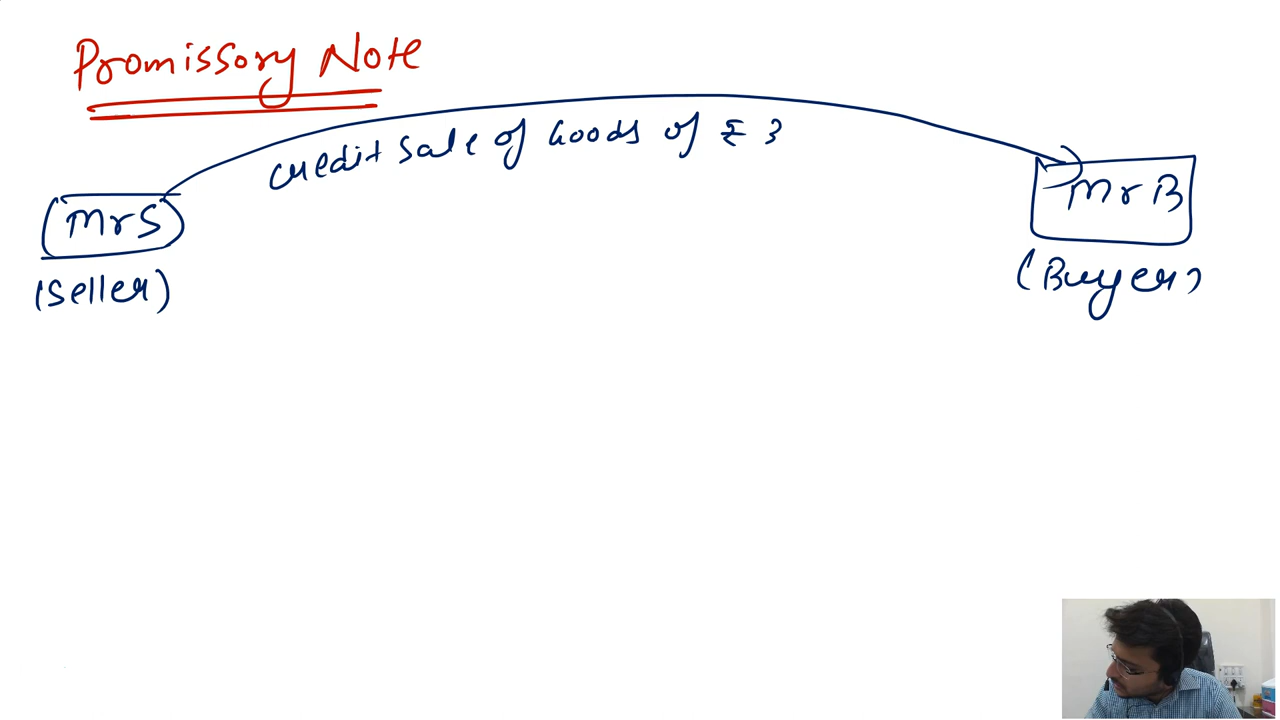 Promissory Note
Credit Sale of Goods of ₹ 3
Mr S
Mr B
(Seller)
(Buyer)